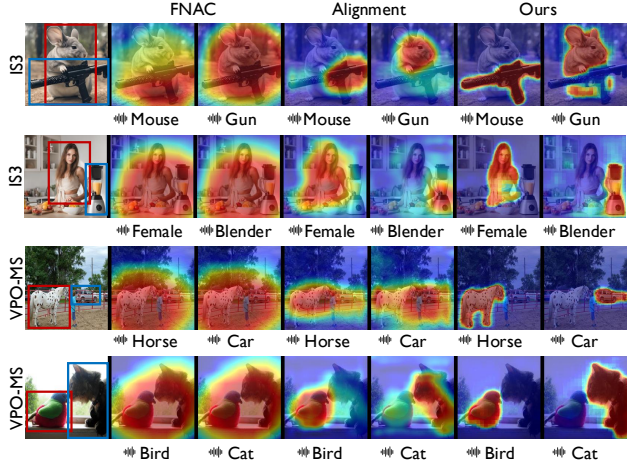 FNAC Alignment Ours
IS3
Mouse Gun Mouse Gun Mouse Gun
IS3
Female Blender Female Blender Female Blender
VPO-MS
Horse Car Horse Car Horse Car
VPO-MS
Bird Cat Bird Cat Bird Cat